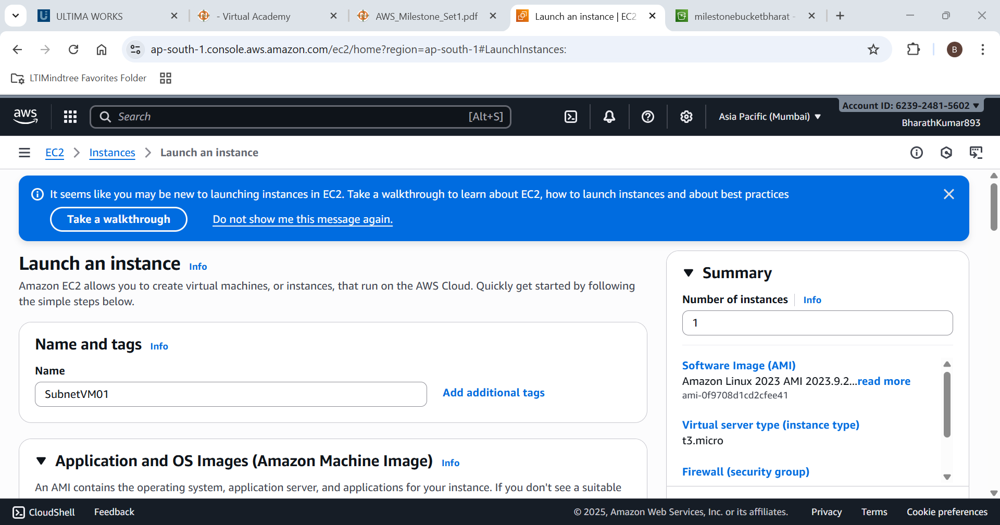 ULTIMA WORKS
- Virtual Academy
AWS_Milestone_Set1.pdf
Launch an instance | EC2
milestonebucketbharat -
ap-south-1.console.aws.amazon.com/ec2/home?region=ap-south-1#LaunchInstances:
B
LTIMindtree Favorites Folder
aws
Search
[Alt+S]
Asia Pacific (Mumbai)
Account ID: 6239-2481-5602
BharathKumar893
EC2
Instances
Launch an instance
It seems like you may be new to launching instances in EC2. Take a walkthrough to learn about EC2, how to launch instances and about best practices
Take a walkthrough
Do not show me this message again.
Launch an instance Info
Amazon EC2 allows you to create virtual machines, or instances, that run on the AWS Cloud. Quickly get started by following
the simple steps below.
Name and tags Info
Name
SubnetVM01
Add additional tags
Application and OS Images (Amazon Machine Image) Info
An AMI contains the operating system, application server, and applications for your instance. If you don't see a suitable
Summary
Number of instances Info
1
Software Image (AMI)
Amazon Linux 2023 AMI 2023.9.2...read more
ami-0f9708d1cd2cfee41
Virtual server type (instance type)
t3.micro
Firewall (security group)
CloudShell
Feedback
© 2025, Amazon Web Services, Inc. or its affiliates.
Privacy
Terms
Cookie preferences